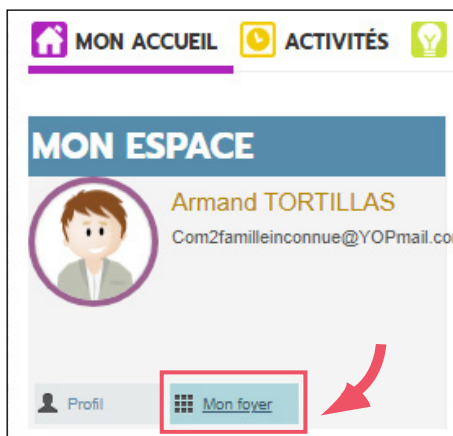 MON ACCUEIL ACTIVITÉS
MON ESPACE
Armand TORTILLAS
Com2familleinconnue@YOPmail.co
Profil Mon foyer